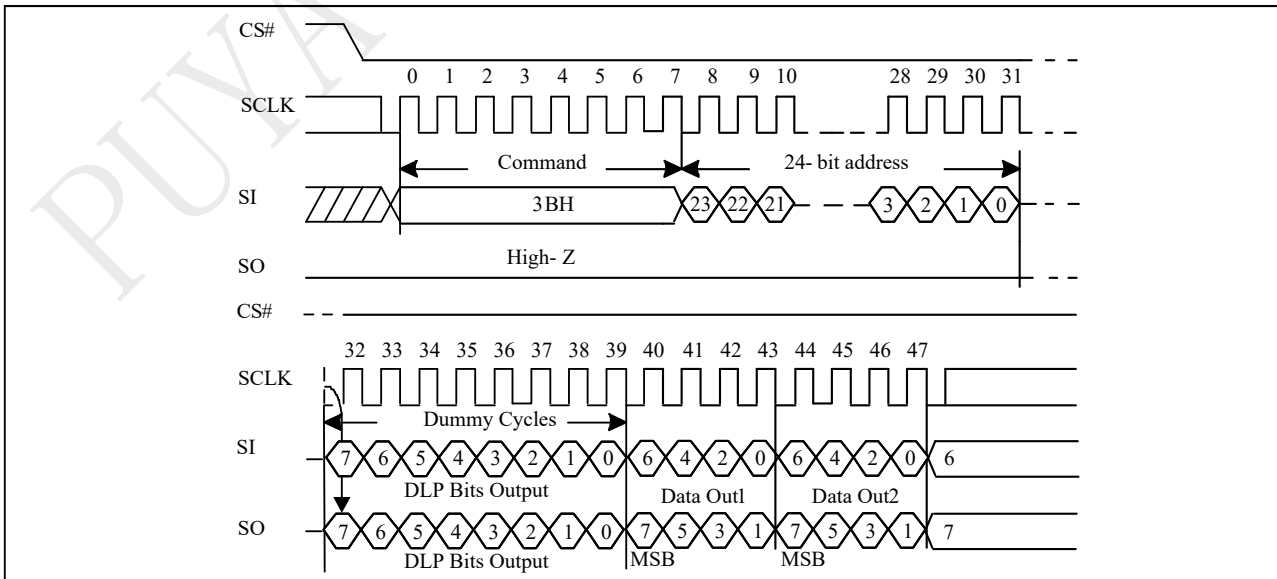 PUYA
CS#
0 1 2 3 4 5 6 7 8 9 10 28 29 30 31
SCLK
Command 24- bit address
SI 3BH 23 22 21 3 2 1 0
High- Z
SO
CS#
32 33 34 35 36 37 38 39 40 41 42 43 44 45 46 47
SCLK
Dummy Cycles
SI 7 6 5 4 3 2 1 0 6 4 2 0 6 4 2 0 6
DLP Bits Output Data Out1 Data Out2
SO 7 6 5 4 3 2 1 0 7 5 3 1 7 5 3 1 7
DLP Bits Output MSB MSB